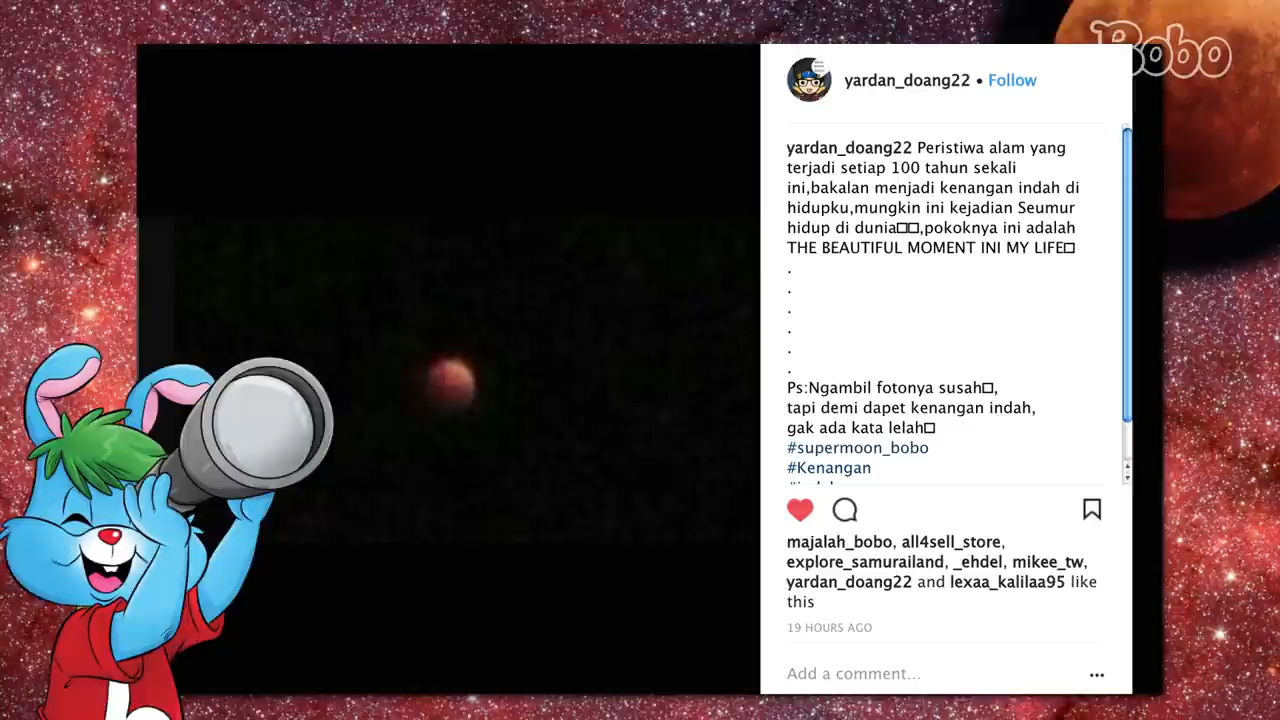 Bobo
yardan_doang22 • Follow
yardan_doang22 Peristiwa alam yang
terjadi setiap 100 tahun sekali
ini,bakalan menjadi kenangan indah di
hidupku,mungkin ini kejadian Seumur
hidup di dunia□□,pokoknya ini adalah
THE BEAUTIFUL MOMENT INI MY LIFE□
.
.
.
.
.
.
Ps:Ngambil fotonya susah□,
tapi demi dapet kenangan indah,
gak ada kata lelah□
#supermoon_bobo
#Kenangan
majalah_bobo, all4sell_store,
explore_samurailand, _ehdel, mikee_tw,
yardan_doang22 and lexaa_kalilaa95 like
this
19 HOURS AGO
Add a comment…